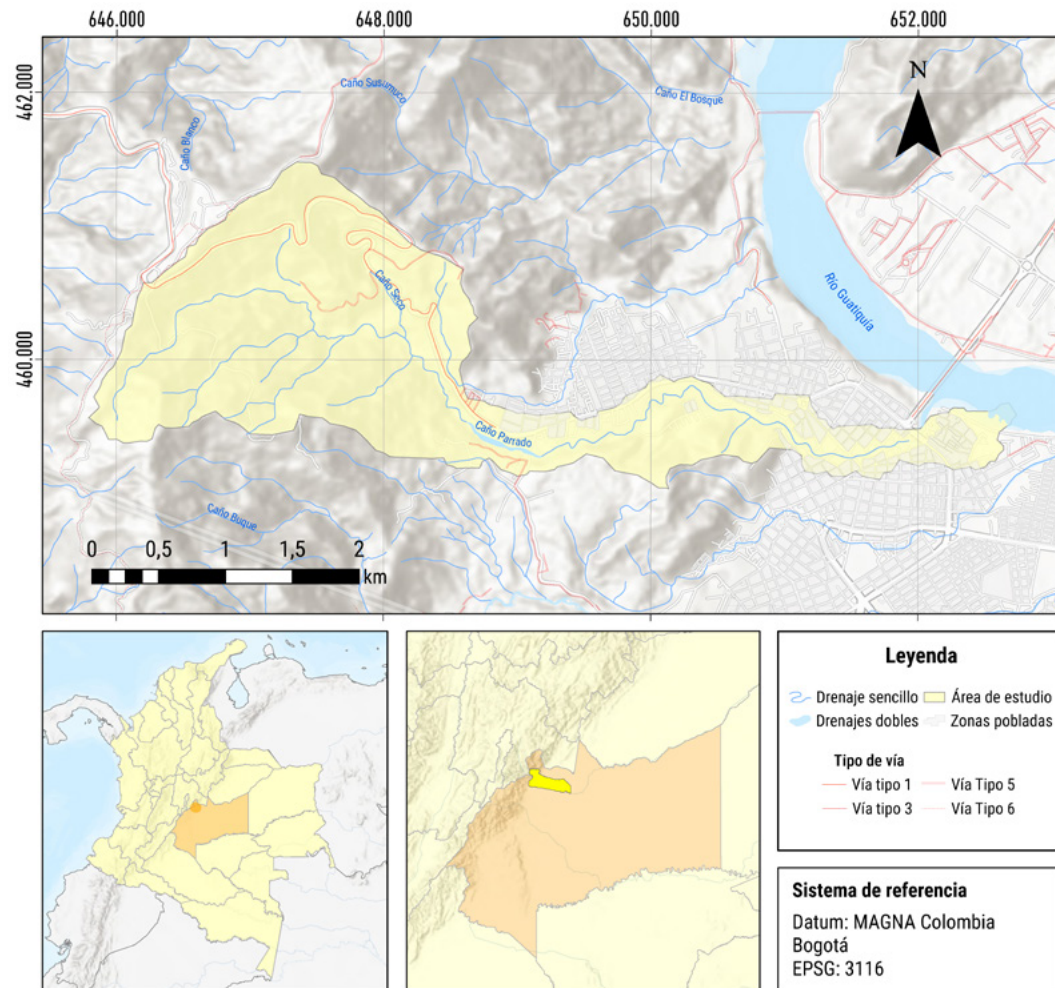 646.000
648.000
650.000
652.000
462.000
460.000
N
Caño Susumuco
Caño El Bosque
Caño Blanco
Río Guatiquía
Caño Seco
Caño Parrado
Caño Buque
0 0,5 1 1,5 2
km
Leyenda
Drenaje sencillo
Área de estudio
Drenajes dobles
Zonas pobladas
Tipo de vía
Vía tipo 1
Vía Tipo 5
Vía tipo 3
Vía Tipo 6
Sistema de referencia
Datum: MAGNA Colombia
Bogotá
EPSG: 3116